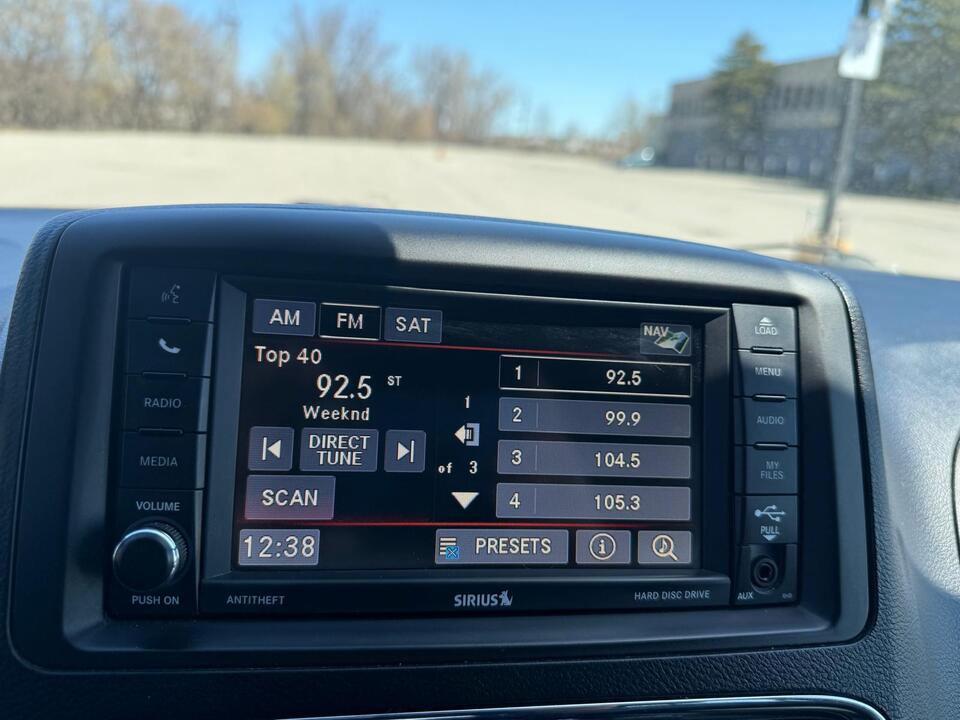 AM FM SAT NAV
Top 40
92.5 ST
Weeknd
DIRECT TUNE
SCAN
1
of 3
1 92.5
2 99.9
3 104.5
4 105.3
12:38 PRESETS
RADIO
MEDIA
VOLUME
PUSH ON
LOAD
MENU
AUDIO
MY
FILES
PULL
AUX
ANTITHEFT SIRIUS HARD DISC DRIVE